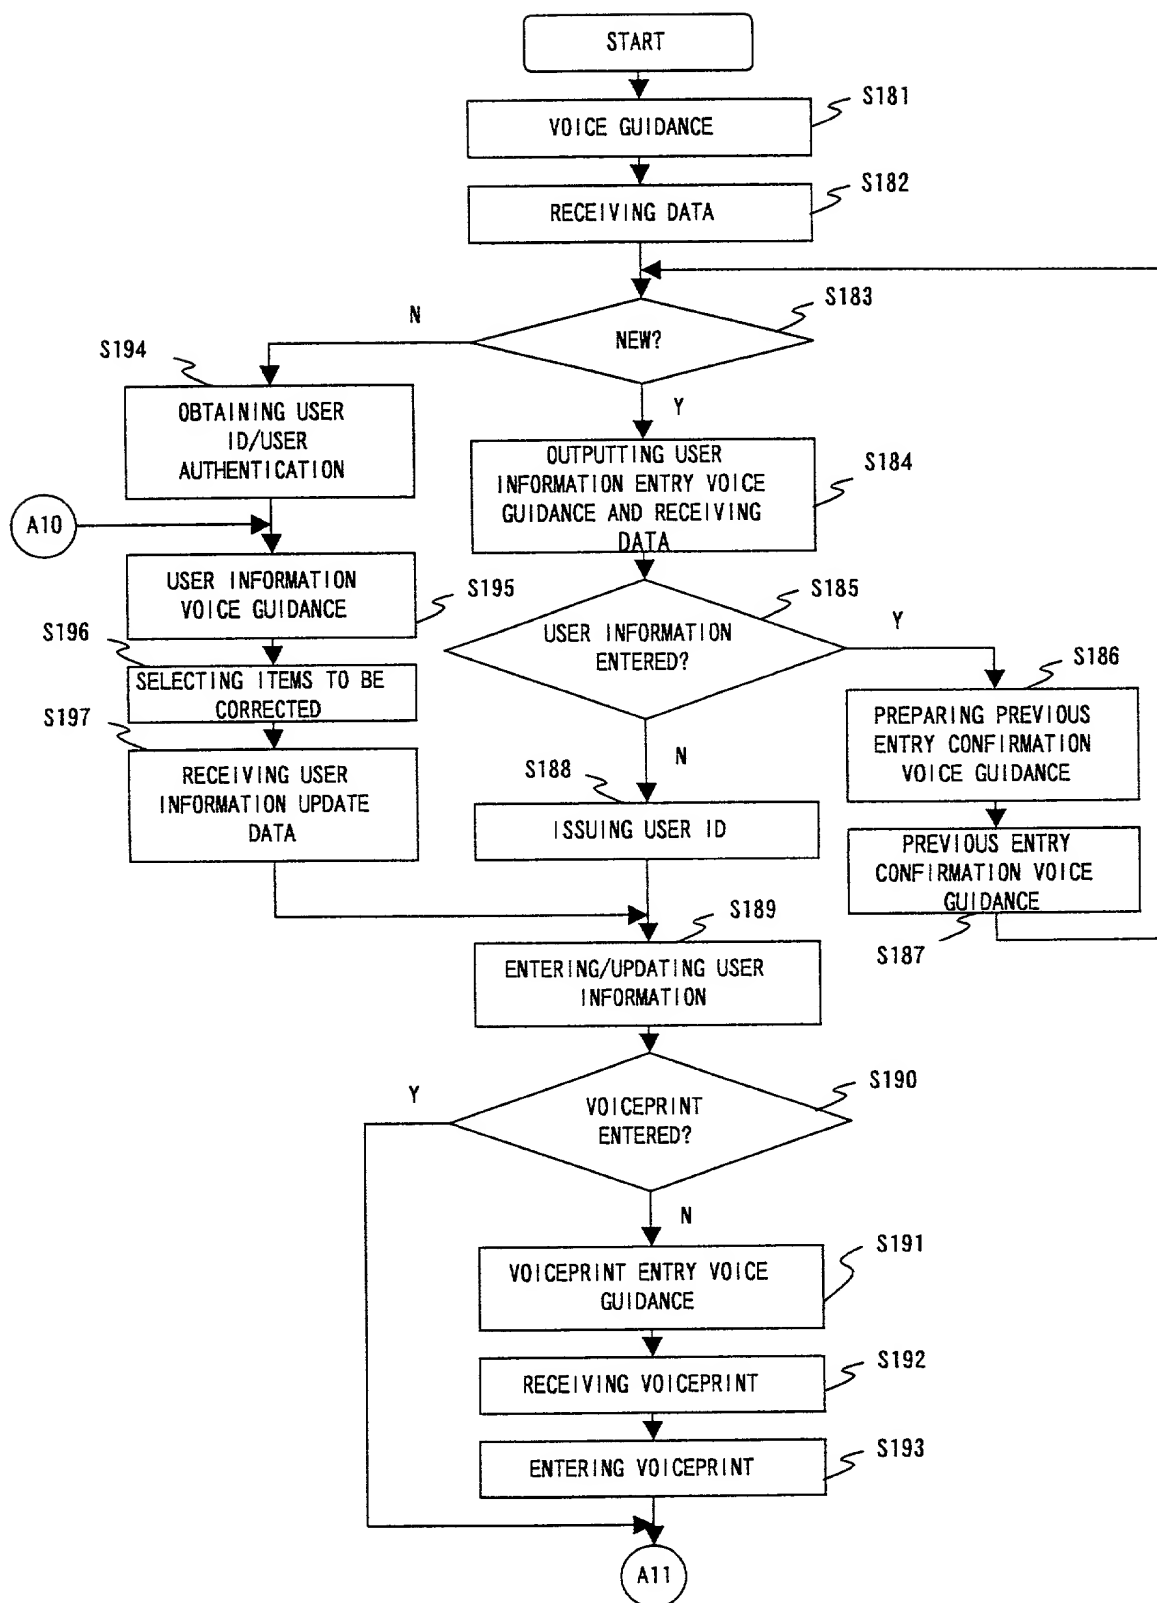 START
S181
VOICE GUIDANCE
S182
RECEIVING DATA
S183
N
NEW?
S194
Y
OBTAINING USER
ID/USER
AUTHENTICATION
OUTPUTTING USER
INFORMATION ENTRY VOICE
GUIDANCE AND RECEIVING
DATA
S184
A10
USER INFORMATION
VOICE GUIDANCE
S195
S185
USER INFORMATION
ENTERED?
Y
S196
SELECTING ITEMS TO BE
CORRECTED
S186
PREPARING PREVIOUS
ENTRY CONFIRMATION
VOICE GUIDANCE
S197
RECEIVING USER
INFORMATION UPDATE
DATA
N
S188
ISSUING USER ID
PREVIOUS ENTRY
CONFIRMATION VOICE
GUIDANCE
S187
S189
ENTERING/UPDATING USER
INFORMATION
Y
S190
VOICEPRINT
ENTERED?
N
S191
VOICEPRINT ENTRY VOICE
GUIDANCE
S192
RECEIVING VOICEPRINT
S193
ENTERING VOICEPRINT
A11